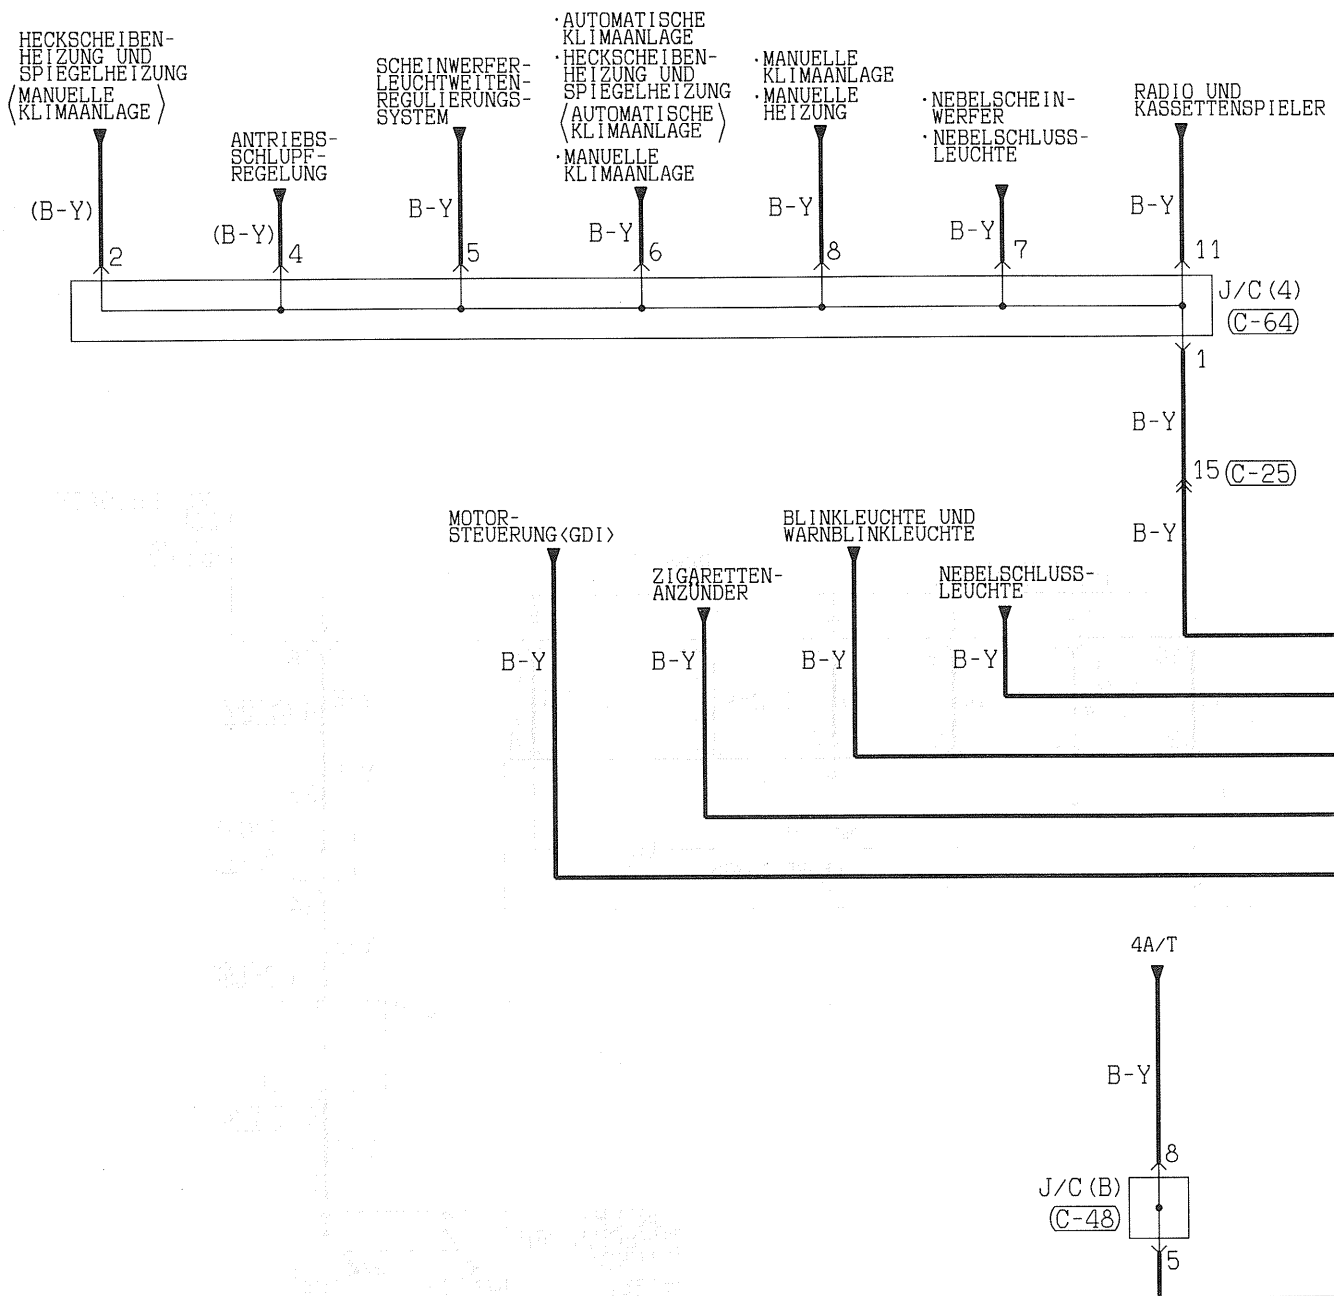 HECKSCHEIBEN-
HEIZUNG UND
SPIEGELHEIZUNG
〈MANUELLE
KLIMAANLAGE〉
ANTRIEBS-
SCHLUPF-
REGELUNG
SCHEINWERFER-
LEUCHTWEITEN-
REGULIERUNGS-
SYSTEM
·AUTOMATISCHE
KLIMAANLAGE
·HECKSCHEIBEN-
HEIZUNG UND
SPIEGELHEIZUNG
〈AUTOMATISCHE
KLIMAANLAGE〉
·MANUELLE
KLIMAANLAGE
·MANUELLE
KLIMAANLAGE
·MANUELLE
HEIZUNG
·NEBELSCHEIN-
WERFER
·NEBELSCHLUSS-
LEUCHTE
RADIO UND
KASSETTENSPIELER
(B-Y)
(B-Y)
B-Y
B-Y
B-Y
B-Y
B-Y
2
4
5
6
8
7
11
J/C(4)
C-64
1
B-Y
15 C-25
B-Y
MOTOR-
STEUERUNG<GDI>
ZIGARETTEN-
ANZÜNDER
BLINKLEUCHTE UND
WARNBLINKLEUCHTE
NEBELSCHLUSS-
LEUCHTE
B-Y
B-Y
B-Y
B-Y
4A/T
B-Y
8
J/C(B)
C-48
5